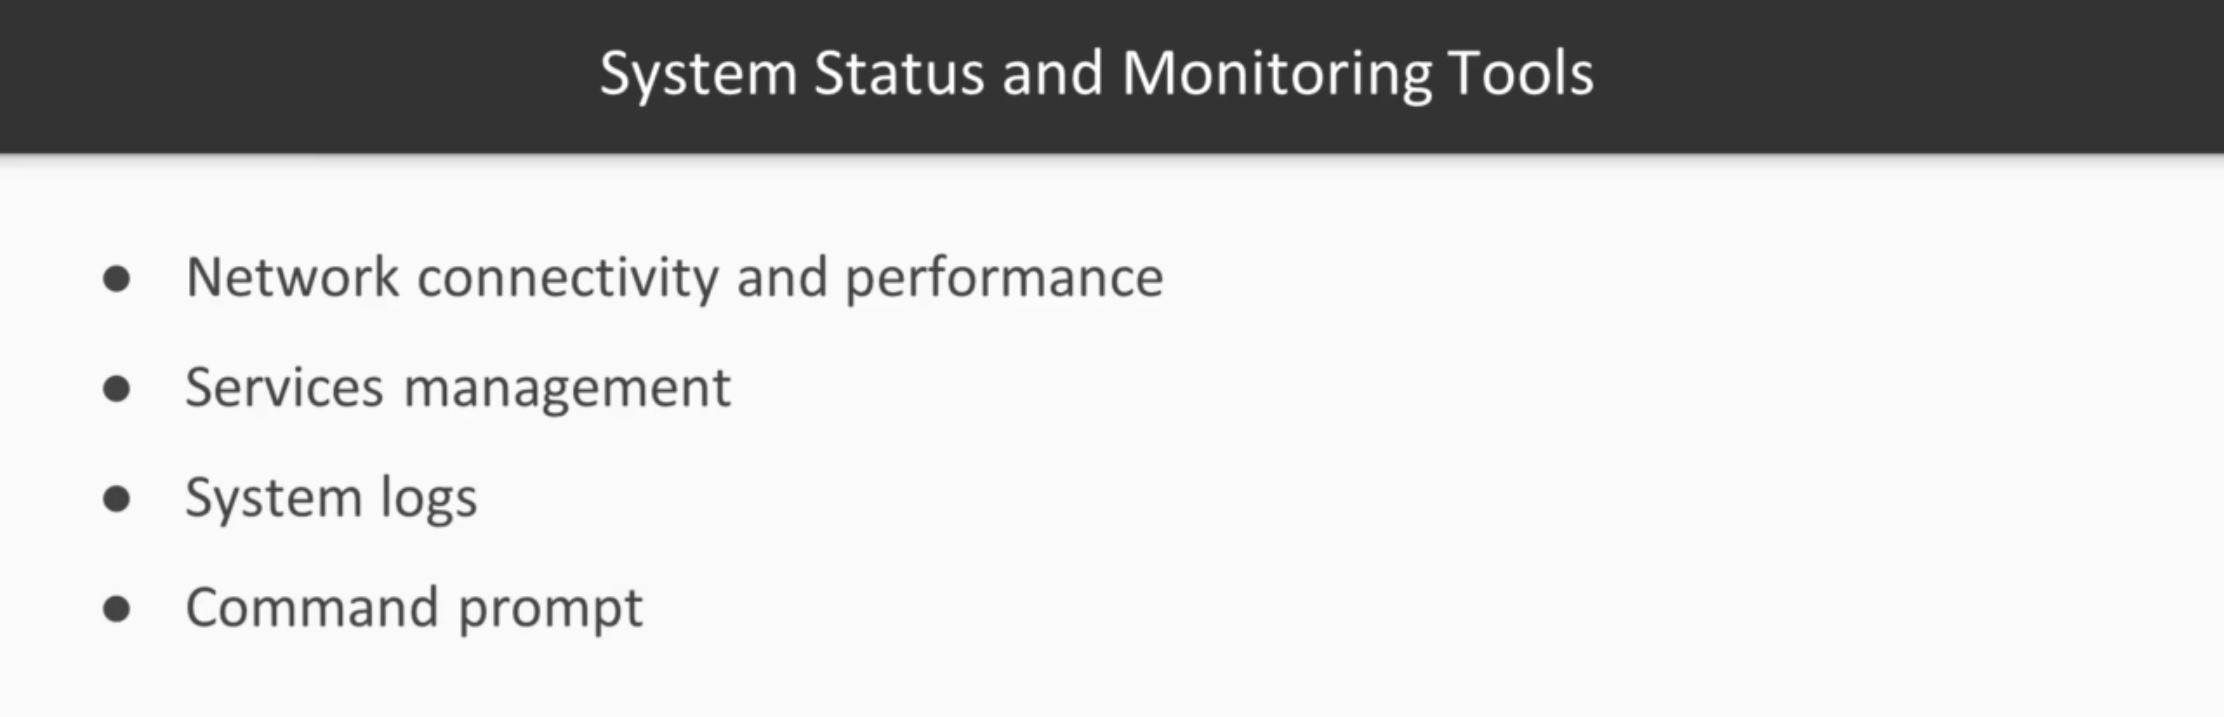 System Status and Monitoring Tools
● Network connectivity and performance
● Services management
● System logs
● Command prompt